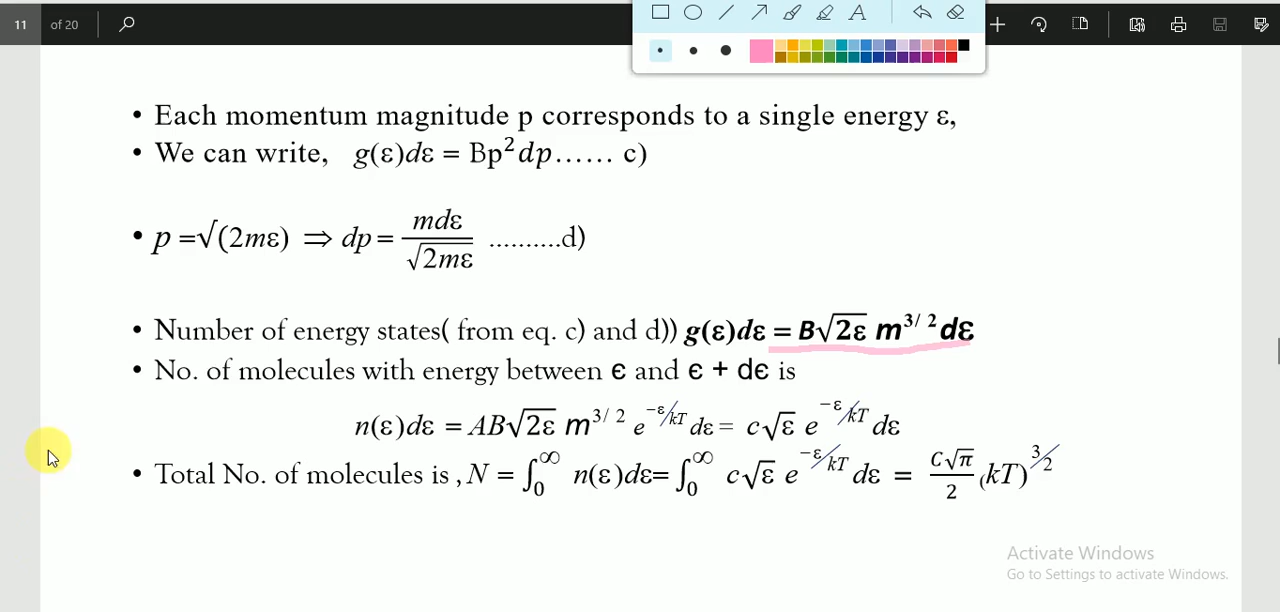 11 of 20
A
• Each momentum magnitude p corresponds to a single energy ε,
• We can write, g(ε)dε = Bp²dp...... c)
• p =√(2mε) ⇒ dp = mdε/√2mε ..........d)
• Number of energy states( from eq. c) and d)) g(ε)dε = B√2ε m^3/2 dε
• No. of molecules with energy between ϵ and ϵ + dϵ is
n(ε)dε = AB√2ε m^3/2 e^−ε/kT dε = c√ε e^−ε/kT dε
• Total No. of molecules is , N = ∫₀^∞ n(ε)dε= ∫₀^∞ c√ε e^−ε/kT dε = C√π/2 (kT)^3/2
Activate Windows
Go to Settings to activate Windows.